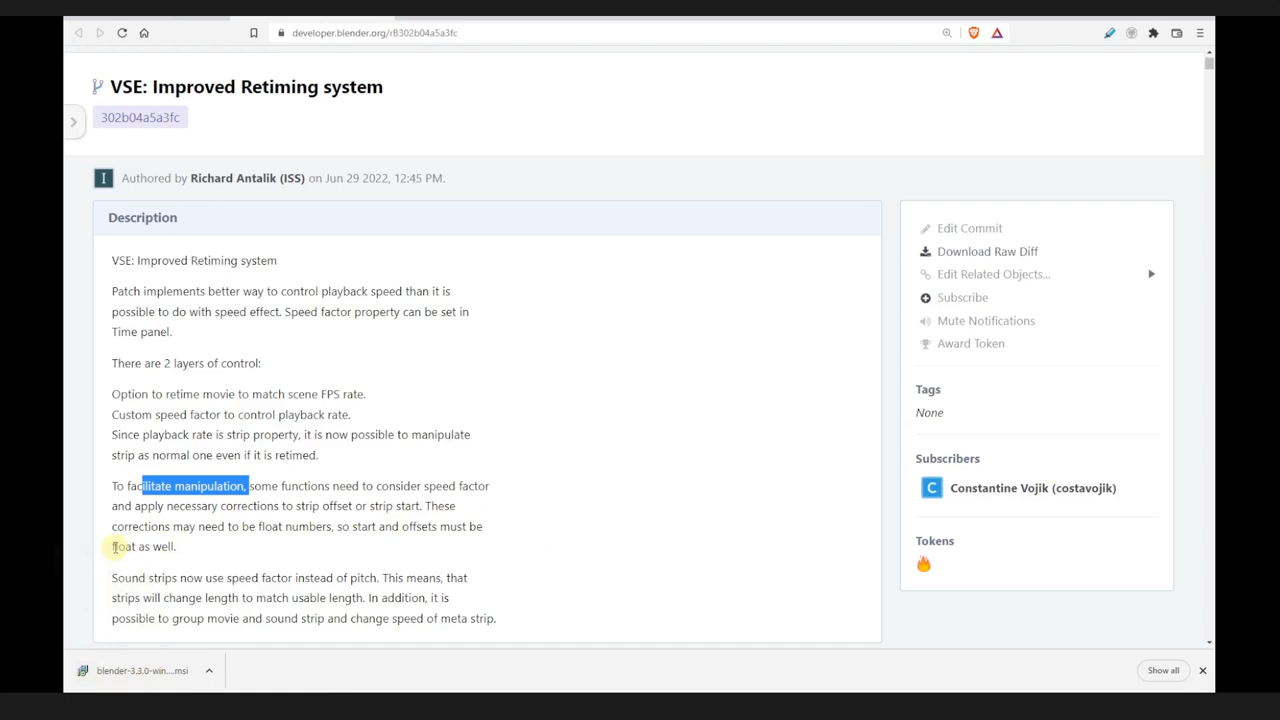 developer.blender.org/rB302b04a5a3fc
VSE: Improved Retiming system
302b04a5a3fc
I Authored by Richard Antalik (ISS) on Jun 29 2022, 12:45 PM.
Description
VSE: Improved Retiming system
Patch implements better way to control playback speed than it is
possible to do with speed effect. Speed factor property can be set in
Time panel.
There are 2 layers of control:
Option to retime movie to match scene FPS rate.
Custom speed factor to control playback rate.
Since playback rate is strip property, it is now possible to manipulate
strip as normal one even if it is retimed.
To facilitate manipulation, some functions need to consider speed factor
and apply necessary corrections to strip offset or strip start. These
corrections may need to be float numbers, so start and offsets must be
float as well.
Sound strips now use speed factor instead of pitch. This means, that
strips will change length to match usable length. In addition, it is
possible to group movie and sound strip and change speed of meta strip.
Edit Commit
Download Raw Diff
Edit Related Objects...
Subscribe
Mute Notifications
Award Token
Tags
None
Subscribers
C Constantine Vojik (costavojik)
Tokens
blender-3.3.0-win....msi
Show all